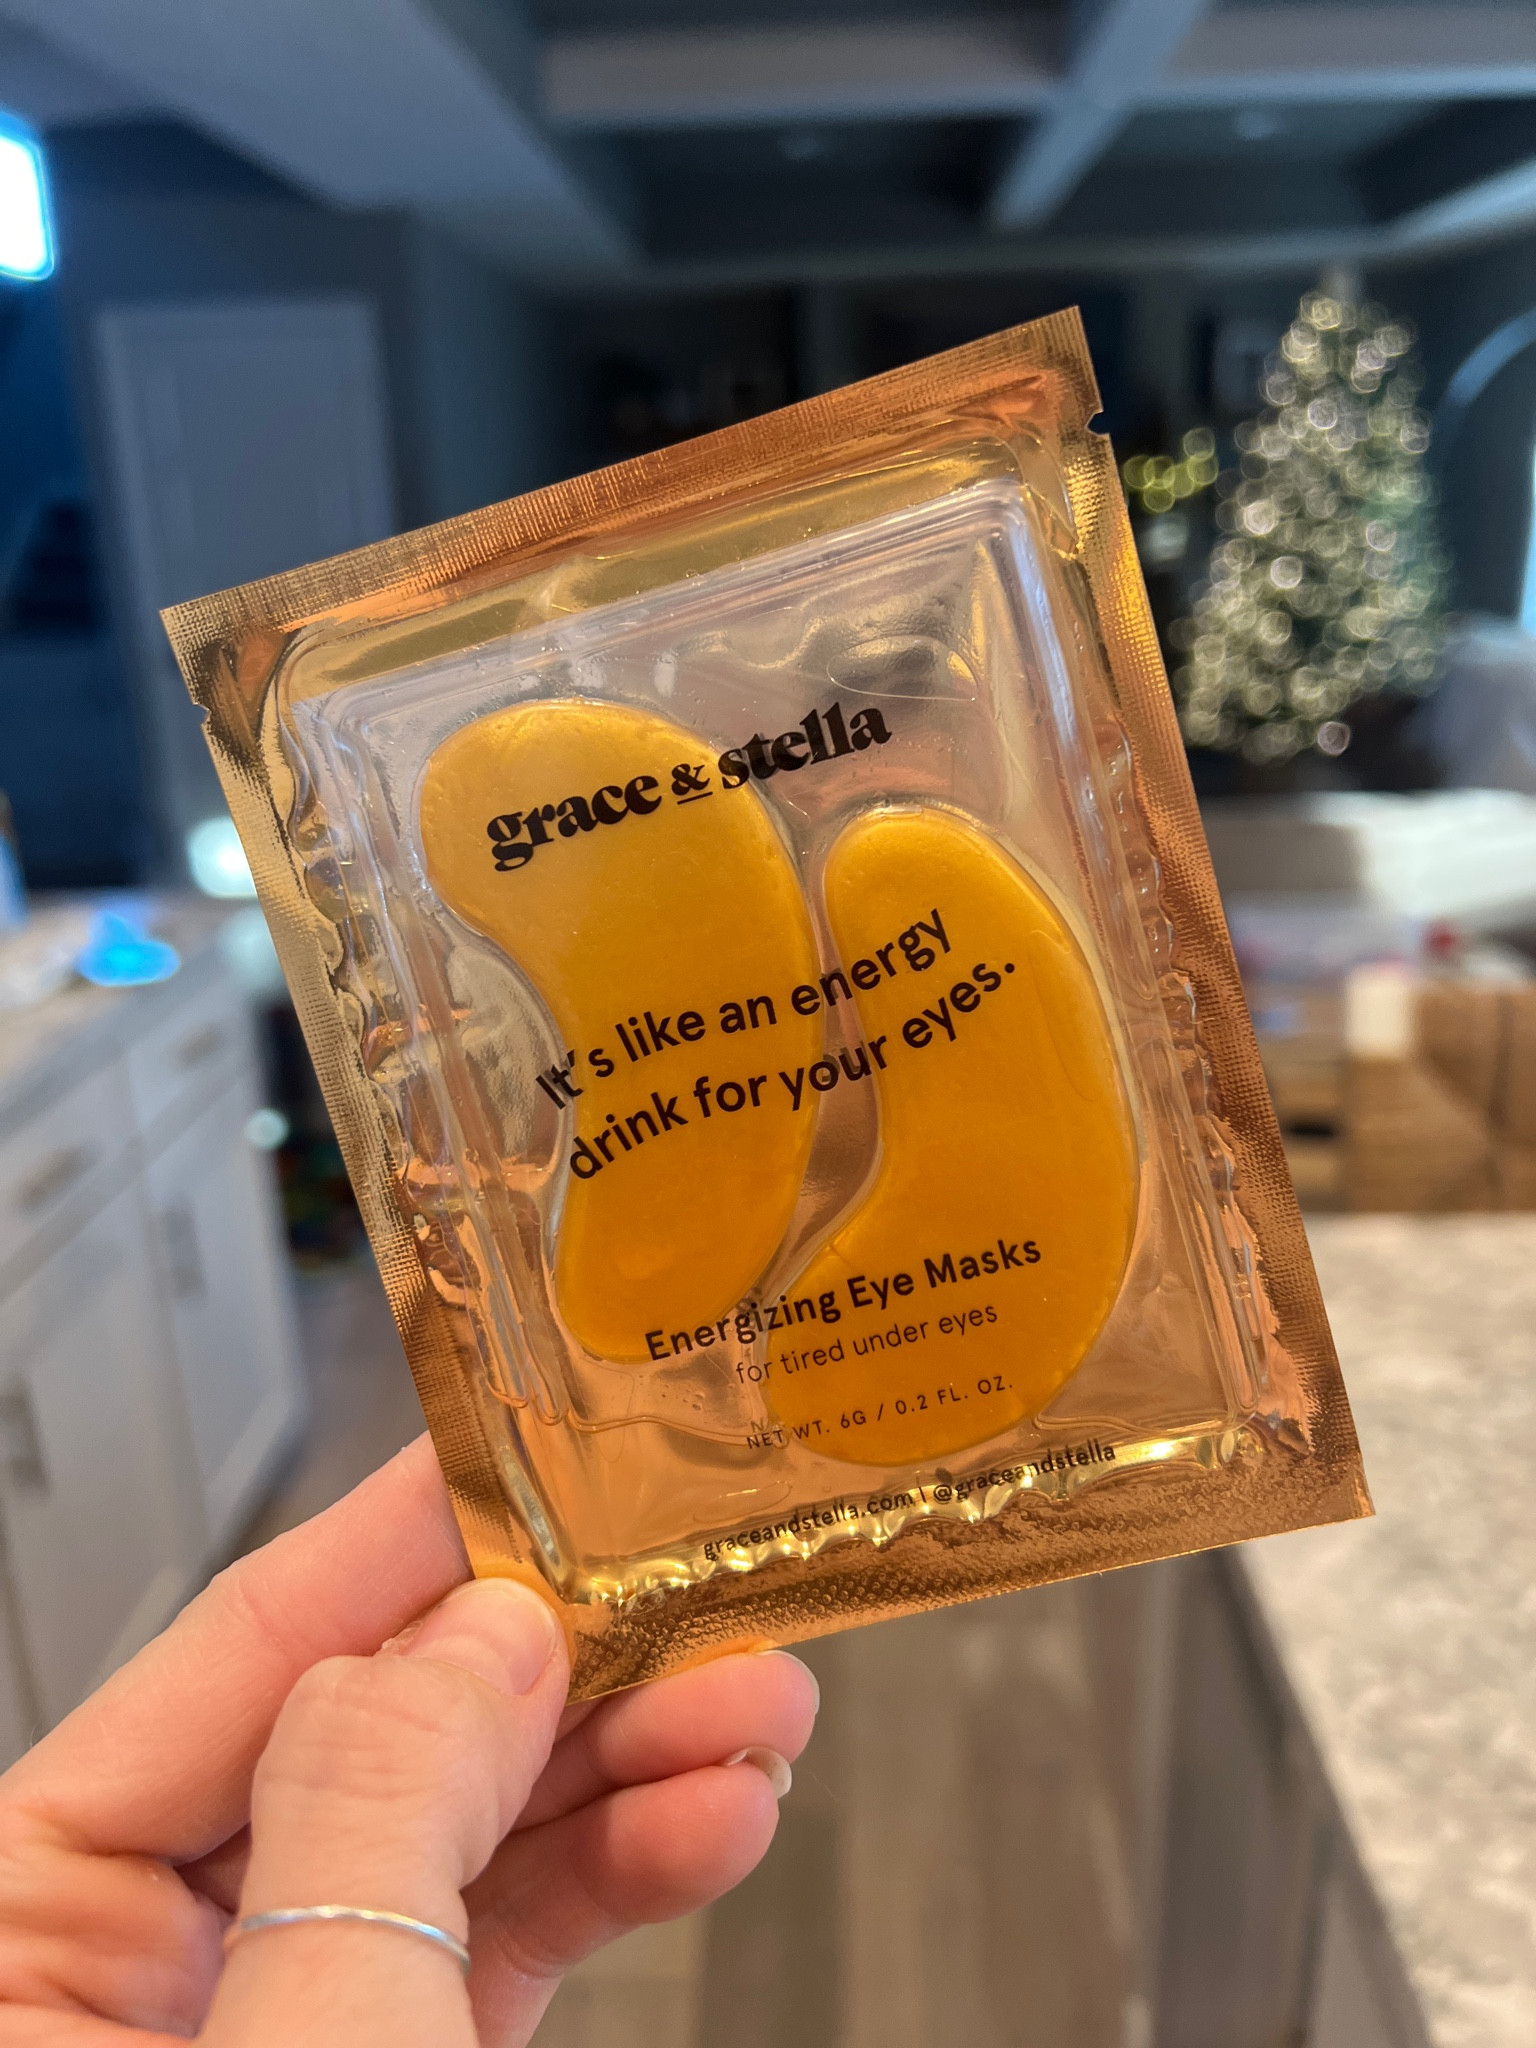 grace & stella
It's like an energy
drink for your eyes.
Energizing Eye Masks
for tired under eyes
NET WT. 6G / 0.2 FL. OZ.
graceandstella.com | @graceandstella